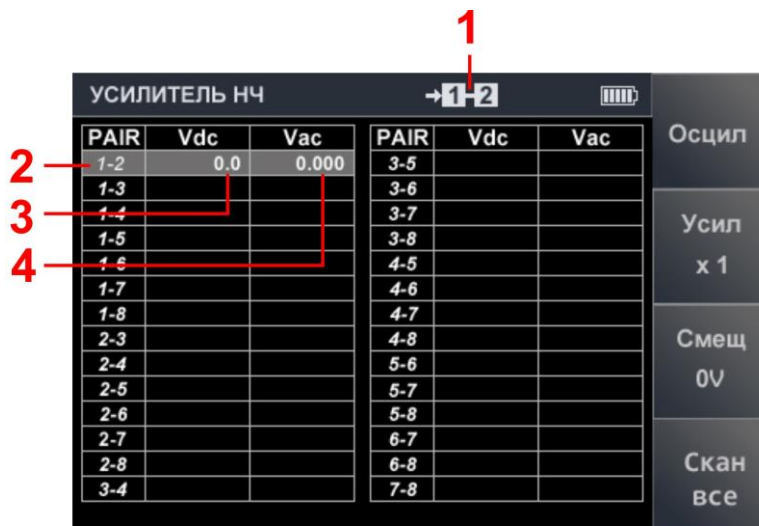 1
УСИЛИТЕЛЬ НЧ →1-2
PAIR Vdc Vac PAIR Vdc Vac
1-2 0.0 0.000 3-5
1-3 3-6
1-4 3-7
1-5 3-8
1-6 4-5
1-7 4-6
1-8 4-7
2-3 4-8
2-4 5-6
2-5 5-7
2-6 5-8
2-7 6-7
2-8 6-8
3-4 7-8
2
3
4
Осцил
Усил
x 1
Смещ
0V
Скан
все